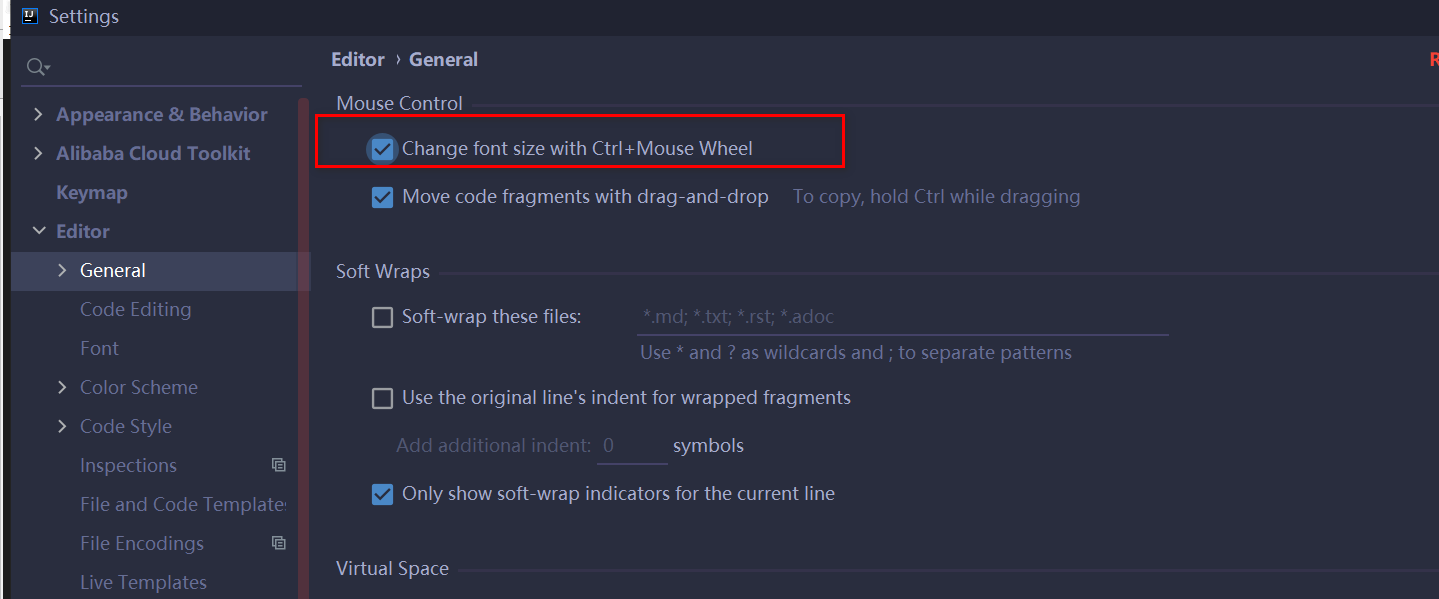 IJ Settings
Editor › General
R
Appearance & Behavior
Alibaba Cloud Toolkit
Keymap
Editor
General
Code Editing
Font
Color Scheme
Code Style
Inspections
File and Code Templates
File Encodings
Live Templates
Mouse Control
Change font size with Ctrl+Mouse Wheel
Move code fragments with drag-and-drop To copy, hold Ctrl while dragging
Soft Wraps
Soft-wrap these files: *.md; *.txt; *.rst; *.adoc
Use * and ? as wildcards and ; to separate patterns
Use the original line's indent for wrapped fragments
Add additional indent: 0 symbols
Only show soft-wrap indicators for the current line
Virtual Space